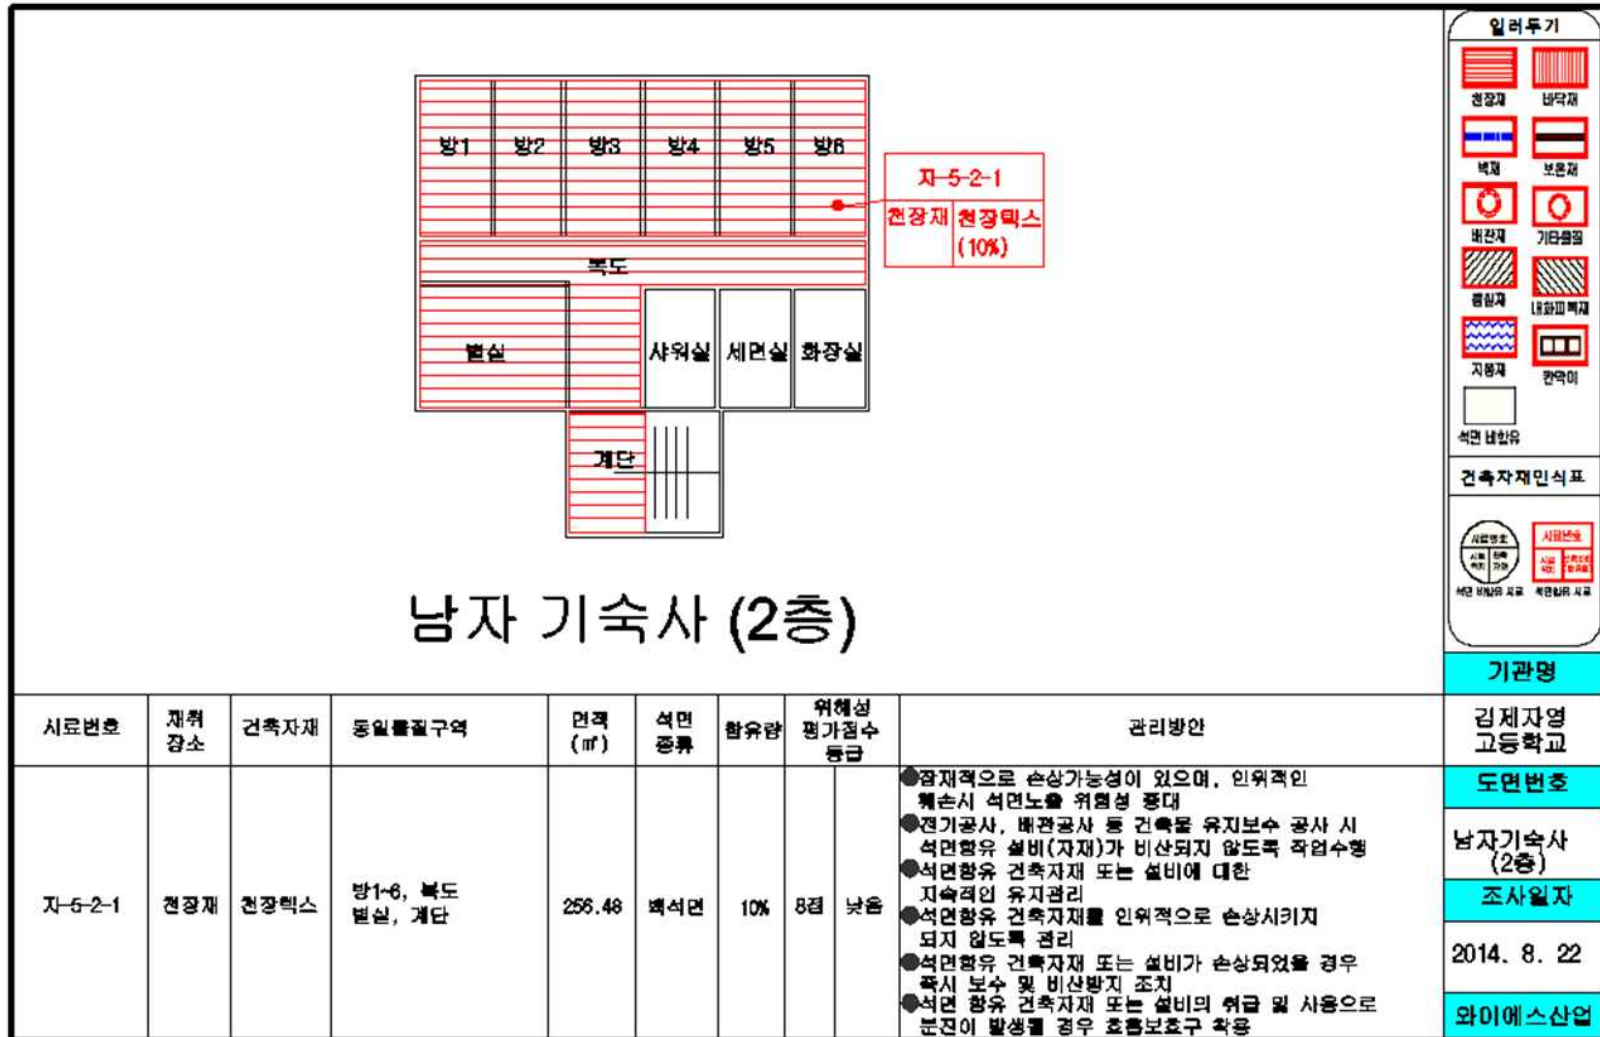 방1 방2 방3 방4 방5 방6
자-5-2-1
천장재 천장텍스
(10%)
복도
별실 샤워실 세면실 화장실
계단
남자 기숙사 (2층)
일러두기
천장재 바닥재
벽재 보온재
배관재 기타물질
뿜칠재 내화피복재
지붕재 칸막이
석면 비함유
건축자재인식표
시료번호 시료번호
석면 비함유 시료 석면함유 시료
기관명
김제자영
고등학교
도면번호
남자기숙사
(2층)
조사일자
2014. 8. 22
와이에스산업
시료번호 채취
장소 건축자재 동일물질구역 면적
(㎡) 석면
종류 함유량 위해성
평가점수
등급 관리방안
자-5-2-1 천장재 천장텍스 방1~6, 복도
별실, 계단 256.48 백석면 10% 8점 낮음
●잠재적으로 손상가능성이 있으며, 인위적인
훼손시 석면노출 위험성 증대
●전기공사, 배관공사 등 건축물 유지보수 공사 시
석면함유 설비(자재)가 비산되지 않도록 작업수행
●석면함유 건축자재 또는 설비에 대한
지속적인 유지관리
●석면함유 건축자재를 인위적으로 손상시키지
되지 않도록 관리
●석면함유 건축자재 또는 설비가 손상되었을 경우
즉시 보수 및 비산방지 조치
●석면 함유 건축자재 또는 설비의 취급 및 사용으로
분진이 발생될 경우 호흡보호구 착용